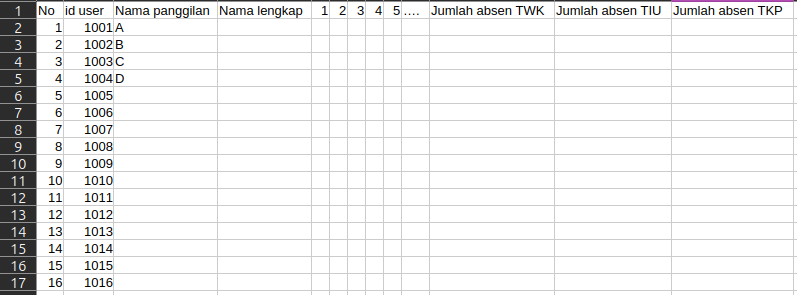 1 No id user Nama panggilan Nama lengkap 1 2 3 4 5 .... Jumlah absen TWK Jumlah absen TIU Jumlah absen TKP
2 1 1001 A
3 2 1002 B
4 3 1003 C
5 4 1004 D
6 5 1005
7 6 1006
8 7 1007
9 8 1008
10 9 1009
11 10 1010
12 11 1011
13 12 1012
14 13 1013
15 14 1014
16 15 1015
17 16 1016